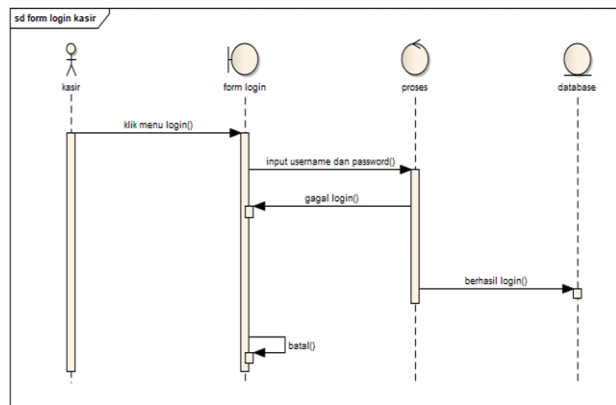 sd form login kasir
kasir
form login
proses
database
klik menu login()
input username dan password()
gagal login()
berhasil login()
batal()